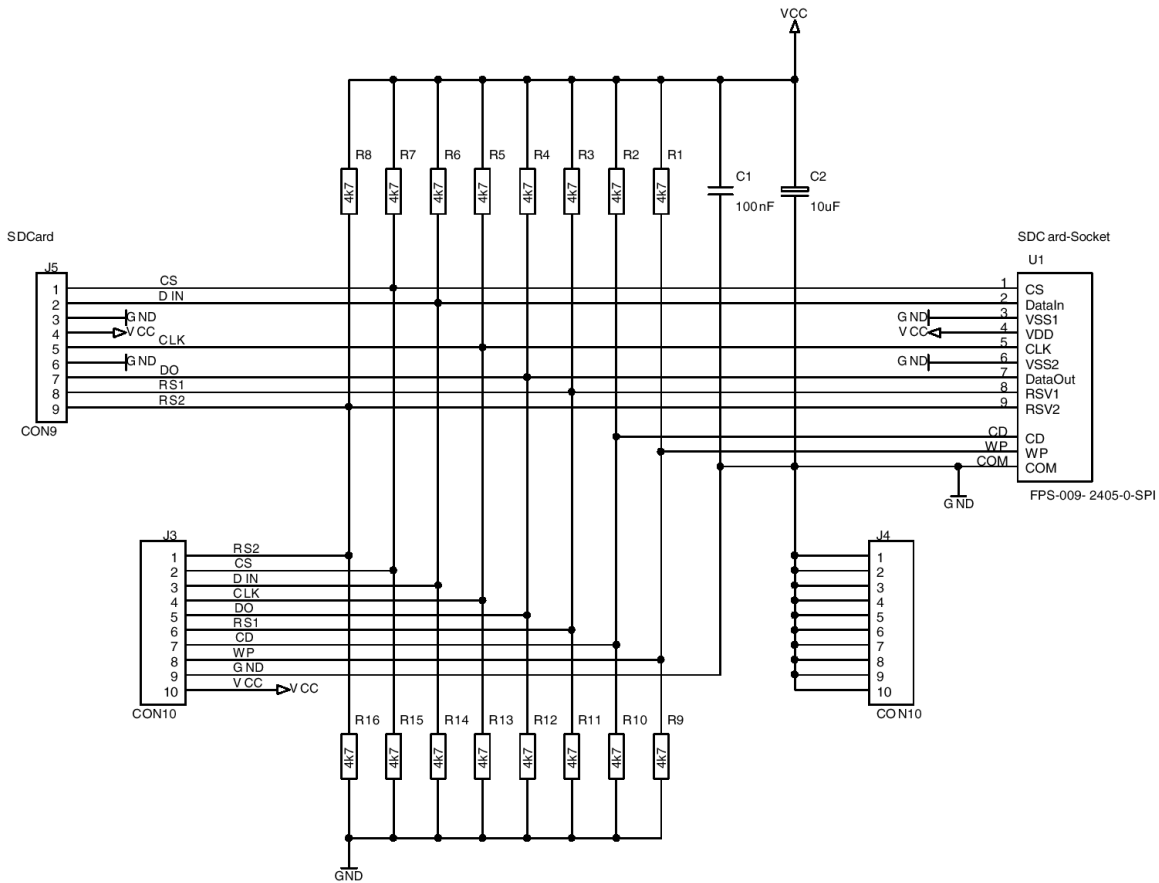 VCC
R8 R7 R6 R5 R4 R3 R2 R1
4k7 4k7 4k7 4k7 4k7 4k7 4k7 4k7
C1
100nF
C2
10uF
SDCard
J5
1 CS
2 DIN
3 GND
4 VCC
5 CLK
6 GND
7 DO
8 RS1
9 RS2
CON9
SDCard-Socket
U1
1 CS
2 DataIn
GND 3 VSS1
VCC 4 VDD
5 CLK
GND 6 VSS2
7 DataOut
8 RSV1
9 RSV2
CD CD
WP WP
COM COM
GND
FPS-009-2405-0-SPI
J3
1 RS2
2 CS
3 DIN
4 CLK
5 DO
6 RS1
7 CD
8 WP
9 GND
10 VCC VCC
CON10
J4
1
2
3
4
5
6
7
8
9
10
CON10
R16 R15 R14 R13 R12 R11 R10 R9
4k7 4k7 4k7 4k7 4k7 4k7 4k7 4k7
GND